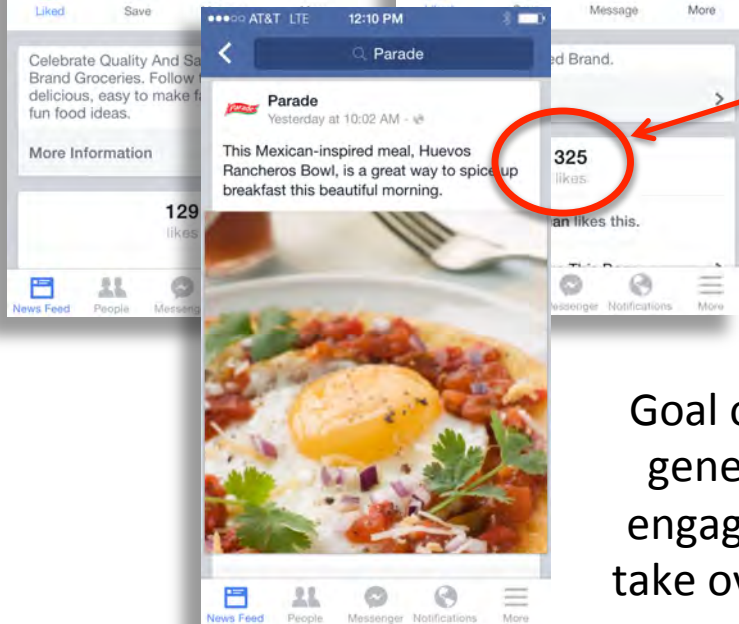 Liked Save
Celebrate Quality And Sa
Brand Groceries. Follow
delicious, easy to make fa
fun food ideas.
More Information
129
likes
News Feed People Messeng
AT&T LTE 12:10 PM
Parade
Parade
Parade
Yesterday at 10:02 AM
This Mexican-inspired meal, Huevos
Rancheros Bowl, is a great way to spice up
breakfast this beautiful morning.
News Feed People Messenger Notifications More
Message More
ed Brand.
325
likes
an likes this.
essenger Notifications More
Goal o
gene
engag
take ov